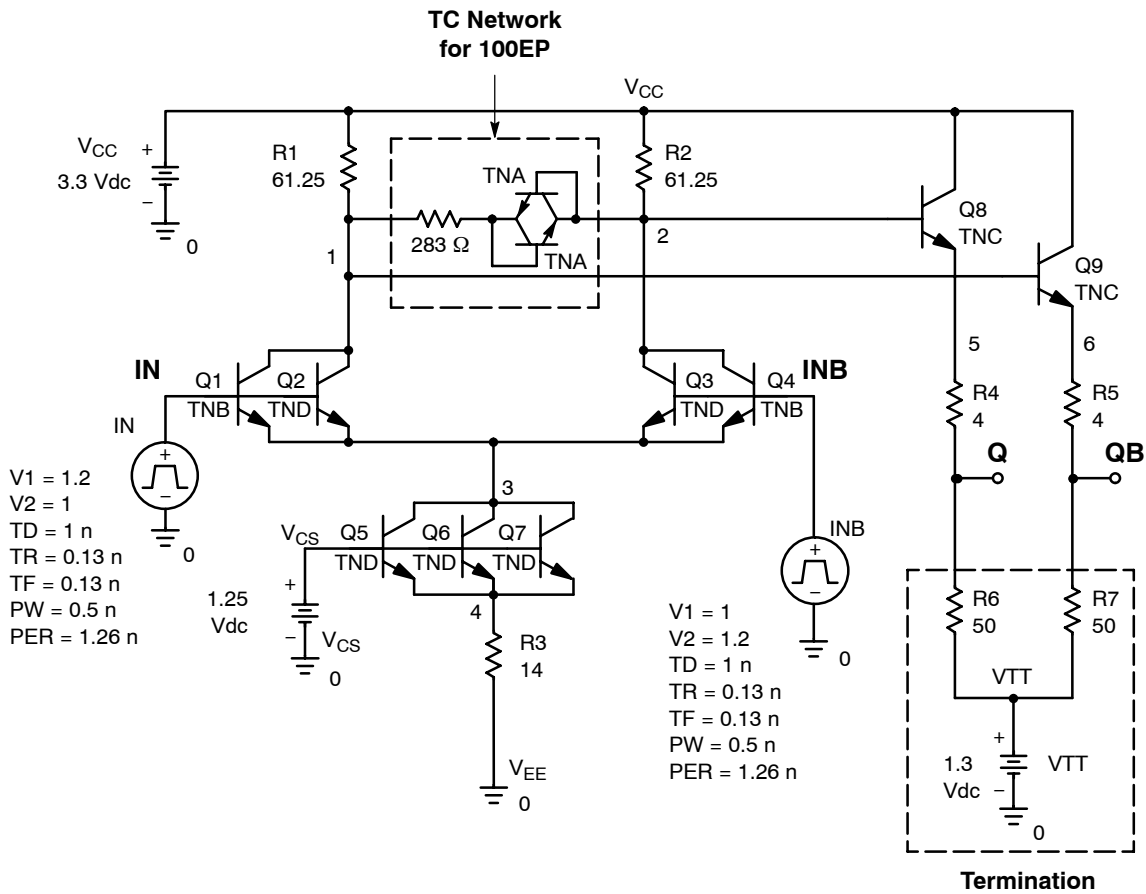 TC Network
for 100EP
VCC
VCC
3.3 Vdc
+
−
0
R1
61.25
R2
61.25
TNA
283 Ω
TNA
1
2
Q8
TNC
Q9
TNC
5
6
IN
INB
Q1
TNB
Q2
TND
Q3
TND
Q4
TNB
IN
+
−
0
V1 = 1.2
V2 = 1
TD = 1 n
TR = 0.13 n
TF = 0.13 n
PW = 0.5 n
PER = 1.26 n
3
VCS
Q5
TND
Q6
TND
Q7
TND
+
1.25
Vdc
−
VCS
0
4
R3
14
VEE
0
INB
+
−
0
V1 = 1
V2 = 1.2
TD = 1 n
TR = 0.13 n
TF = 0.13 n
PW = 0.5 n
PER = 1.26 n
R4
4
R5
4
Q
QB
R6
50
R7
50
VTT
+
1.3
Vdc
−
VTT
0
Termination